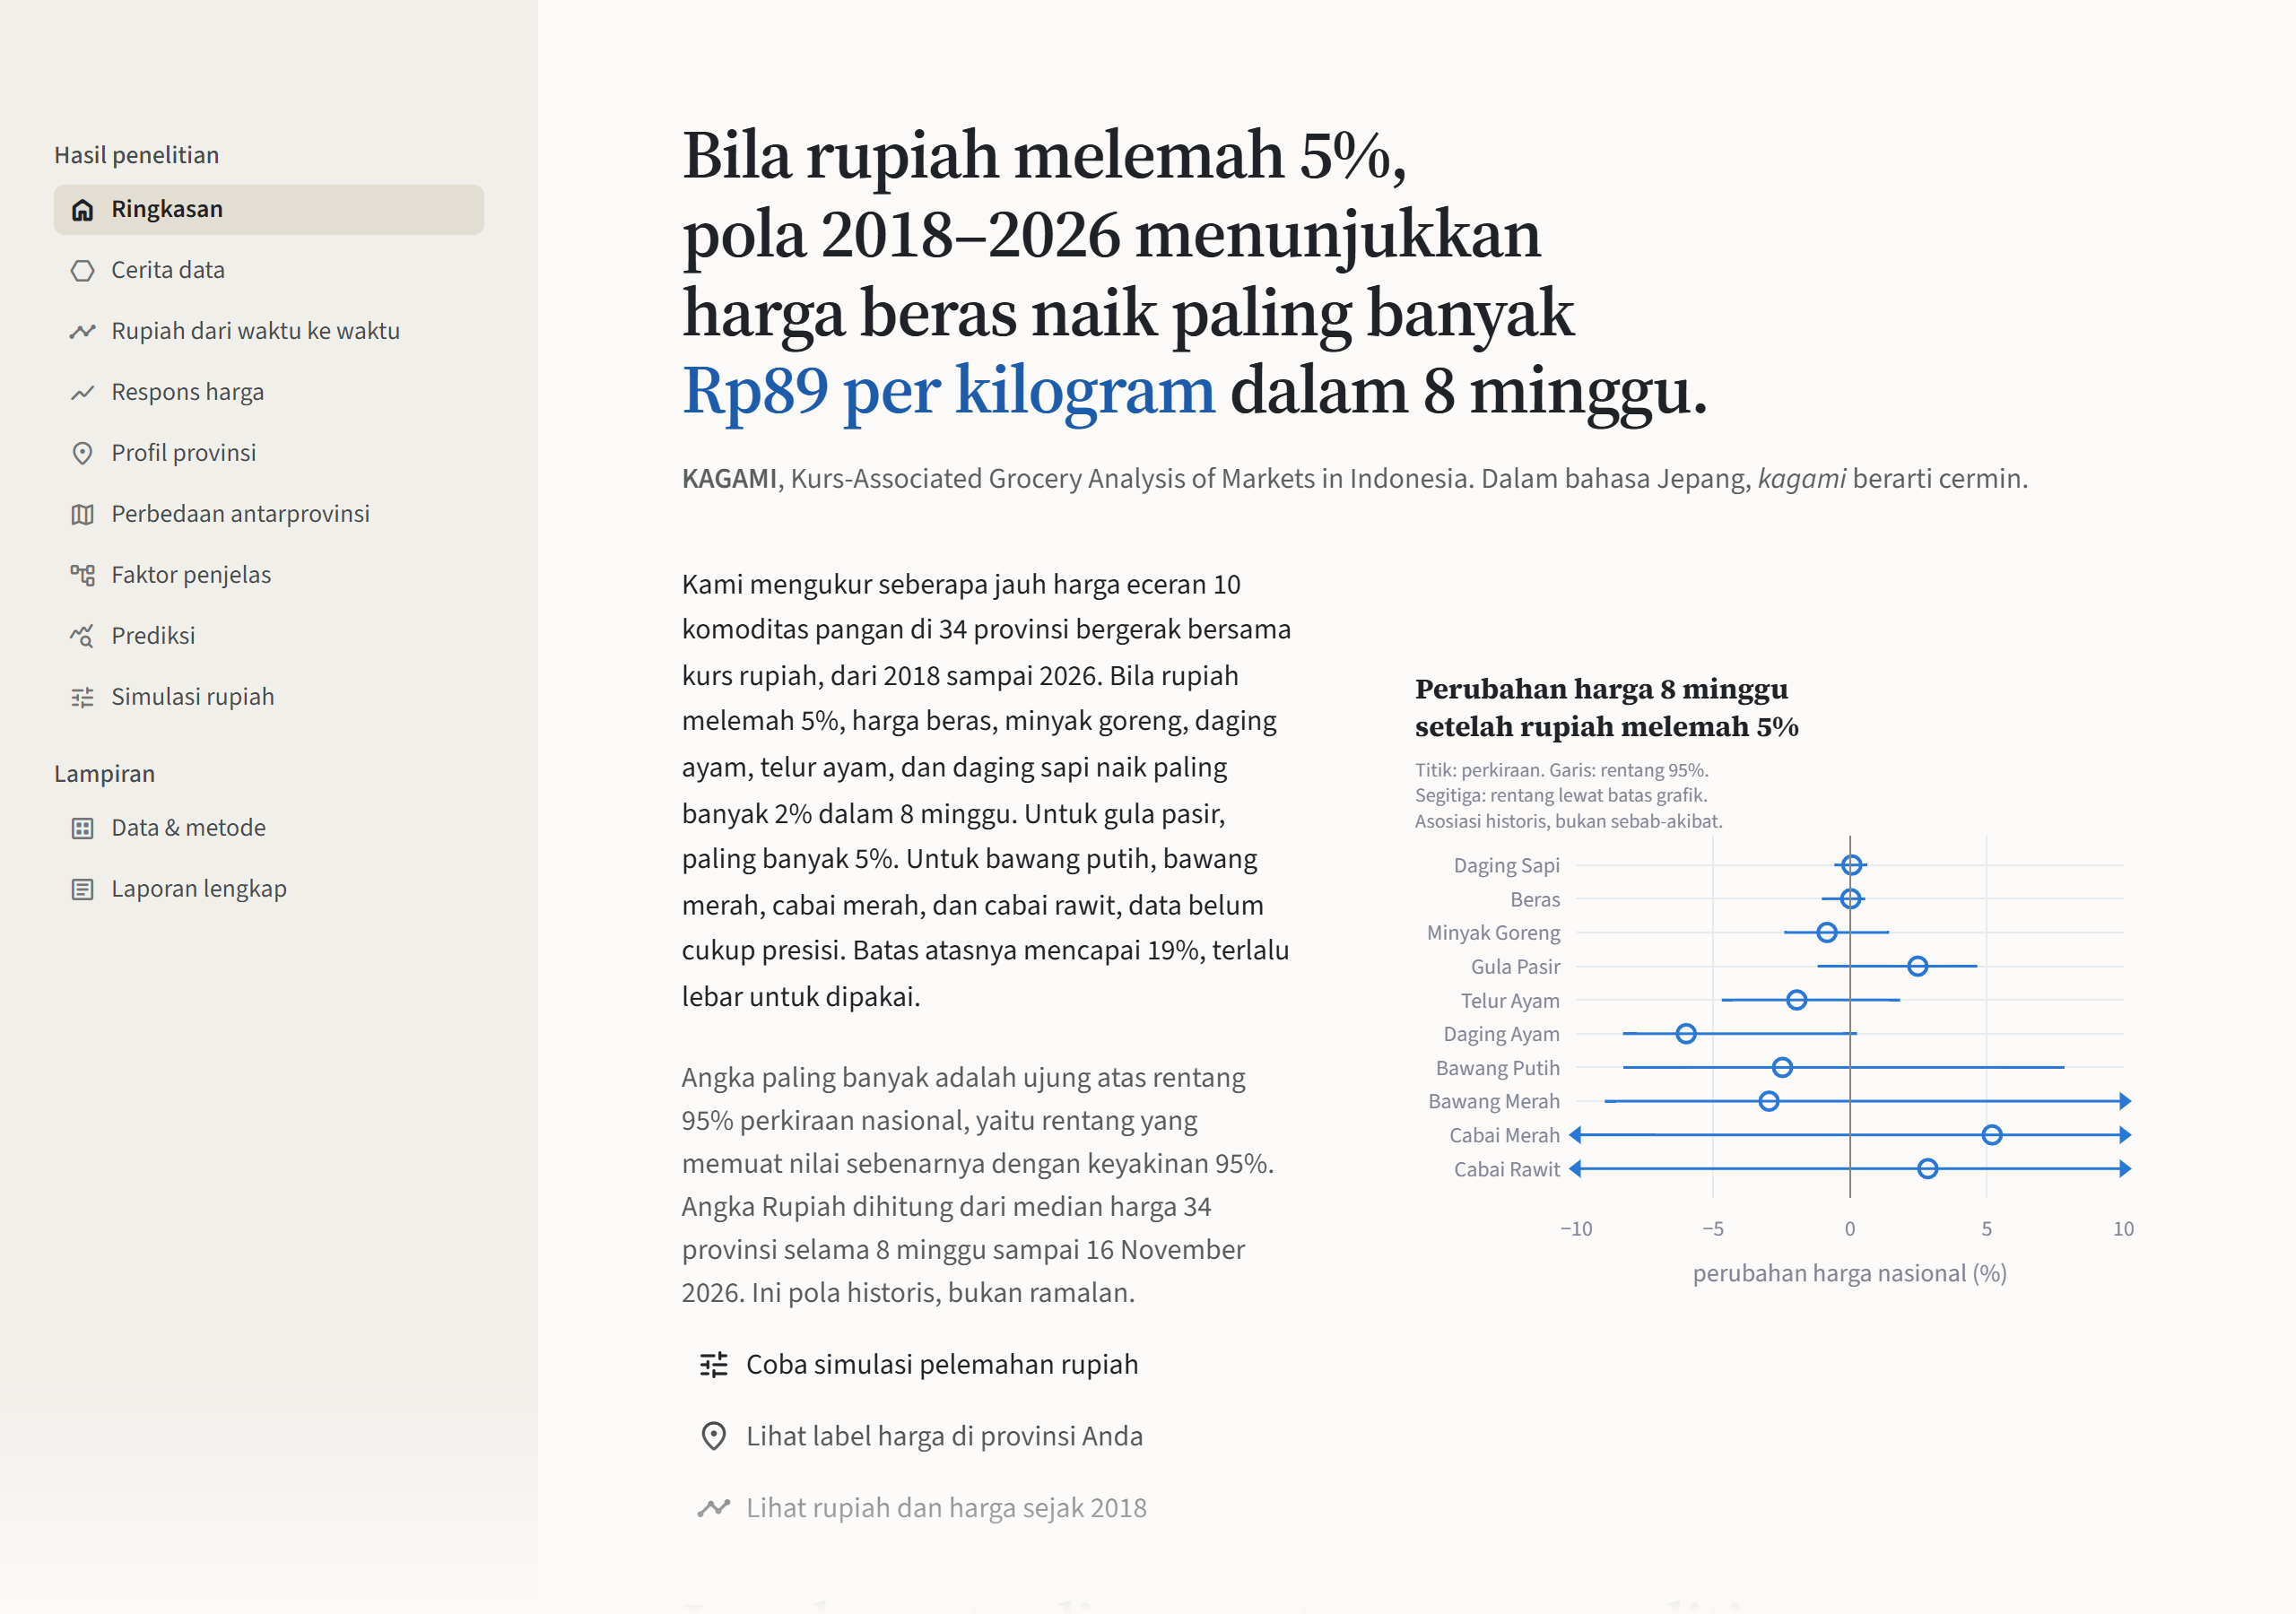 Hasil penelitian
Ringkasan
Cerita data
Rupiah dari waktu ke waktu
Respons harga
Profil provinsi
Perbedaan antarprovinsi
Faktor penjelas
Prediksi
Simulasi rupiah
Lampiran
Data & metode
Laporan lengkap
Bila rupiah melemah 5%,
pola 2018–2026 menunjukkan
harga beras naik paling banyak
Rp89 per kilogram dalam 8 minggu.
KAGAMI, Kurs-Associated Grocery Analysis of Markets in Indonesia. Dalam bahasa Jepang, kagami berarti cermin.
Kami mengukur seberapa jauh harga eceran 10
komoditas pangan di 34 provinsi bergerak bersama
kurs rupiah, dari 2018 sampai 2026. Bila rupiah
melemah 5%, harga beras, minyak goreng, daging
ayam, telur ayam, dan daging sapi naik paling
banyak 2% dalam 8 minggu. Untuk gula pasir,
paling banyak 5%. Untuk bawang putih, bawang
merah, cabai merah, dan cabai rawit, data belum
cukup presisi. Batas atasnya mencapai 19%, terlalu
lebar untuk dipakai.
Angka paling banyak adalah ujung atas rentang
95% perkiraan nasional, yaitu rentang yang
memuat nilai sebenarnya dengan keyakinan 95%.
Angka Rupiah dihitung dari median harga 34
provinsi selama 8 minggu sampai 16 November
2026. Ini pola historis, bukan ramalan.
Coba simulasi pelemahan rupiah
Lihat label harga di provinsi Anda
Lihat rupiah dan harga sejak 2018
Perubahan harga 8 minggu
setelah rupiah melemah 5%
Titik: perkiraan. Garis: rentang 95%.
Segitiga: rentang lewat batas grafik.
Asosiasi historis, bukan sebab-akibat.
Daging Sapi
Beras
Minyak Goreng
Gula Pasir
Telur Ayam
Daging Ayam
Bawang Putih
Bawang Merah
Cabai Merah
Cabai Rawit
−10 −5 0 5 10
perubahan harga nasional (%)